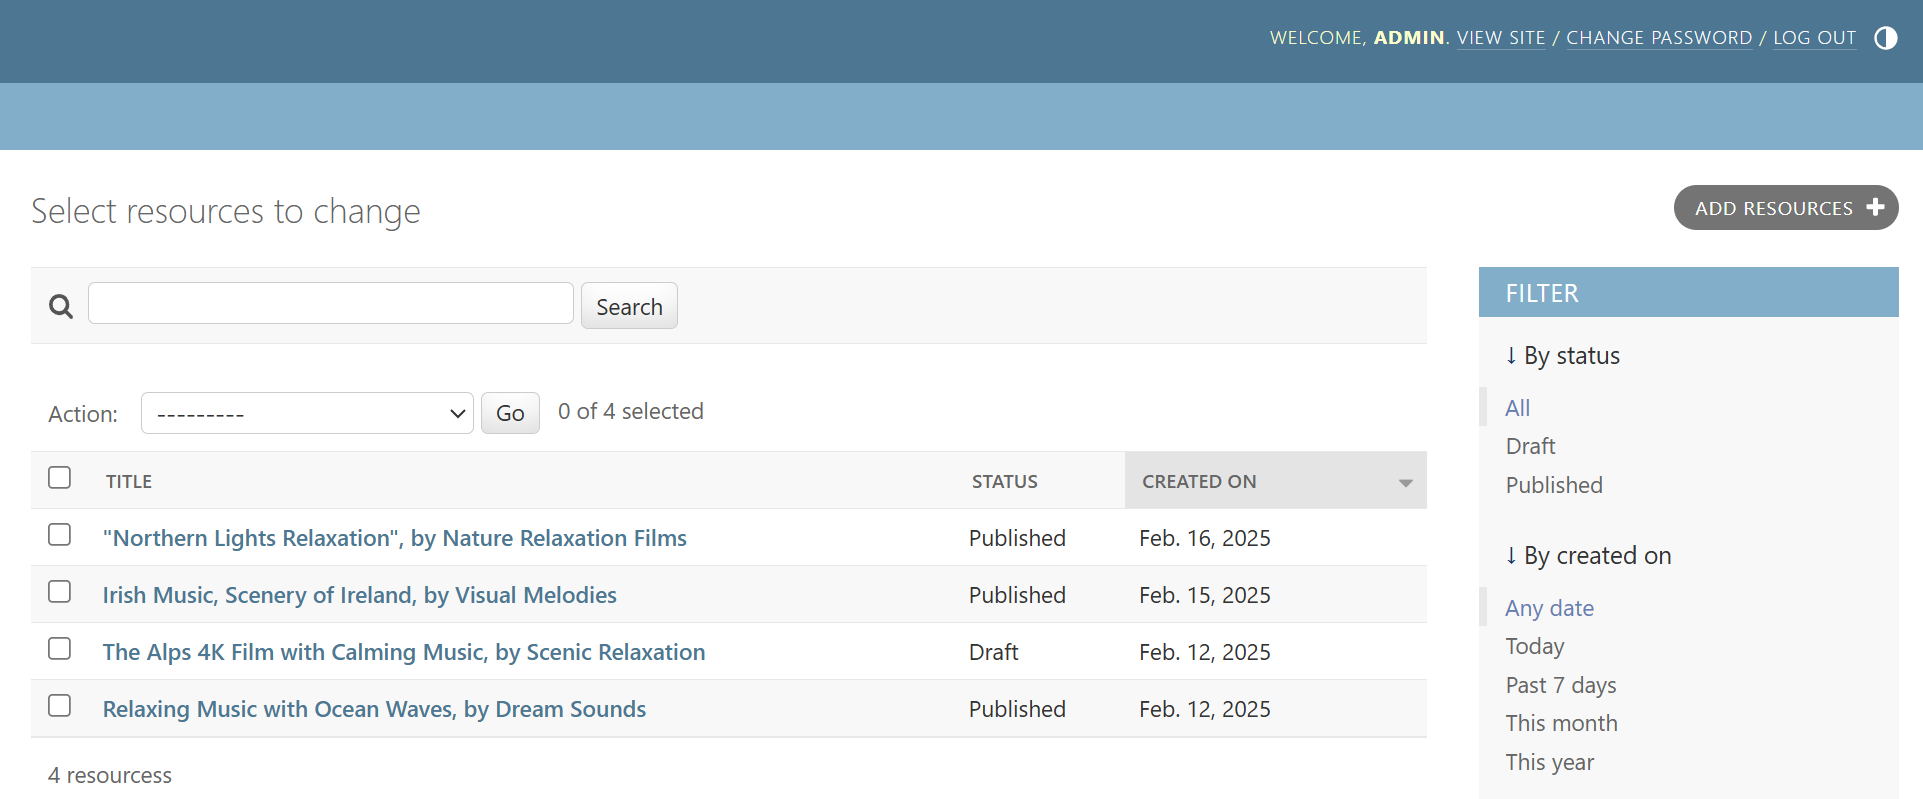 WELCOME, ADMIN. VIEW SITE / CHANGE PASSWORD / LOG OUT
Select resources to change
ADD RESOURCES +
Search
Action: --------- Go 0 of 4 selected
TITLE STATUS CREATED ON
"Northern Lights Relaxation", by Nature Relaxation Films Published Feb. 16, 2025
Irish Music, Scenery of Ireland, by Visual Melodies Published Feb. 15, 2025
The Alps 4K Film with Calming Music, by Scenic Relaxation Draft Feb. 12, 2025
Relaxing Music with Ocean Waves, by Dream Sounds Published Feb. 12, 2025
4 resourcess
FILTER
↓ By status
All
Draft
Published
↓ By created on
Any date
Today
Past 7 days
This month
This year